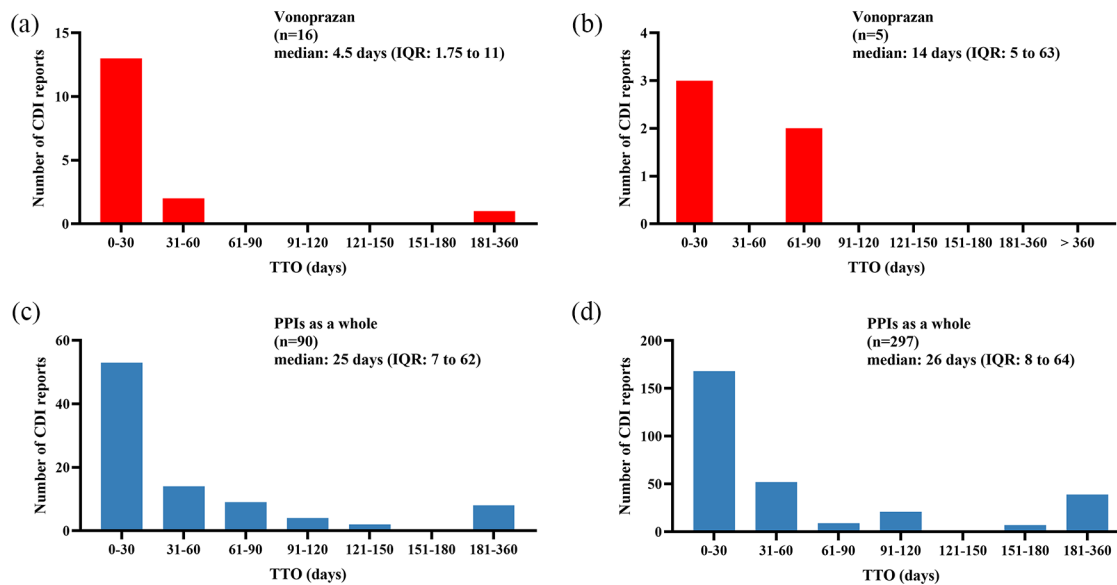 (a)
Vonoprazan
(n=16)
median: 4.5 days (IQR: 1.75 to 11)
Number of CDI reports
15
10
5
0
0-30 31-60 61-90 91-120 121-150 151-180 181-360
TTO (days)
(b)
Vonoprazan
(n=5)
median: 14 days (IQR: 5 to 63)
Number of CDI reports
4
3
2
1
0
0-30 31-60 61-90 91-120 121-150 151-180 181-360 > 360
TTO (days)
(c)
PPIs as a whole
(n=90)
median: 25 days (IQR: 7 to 62)
Number of CDI reports
60
40
20
0
0-30 31-60 61-90 91-120 121-150 151-180 181-360
TTO (days)
(d)
PPIs as a whole
(n=297)
median: 26 days (IQR: 8 to 64)
Number of CDI reports
200
150
100
50
0
0-30 31-60 61-90 91-120 121-150 151-180 181-360
TTO (days)